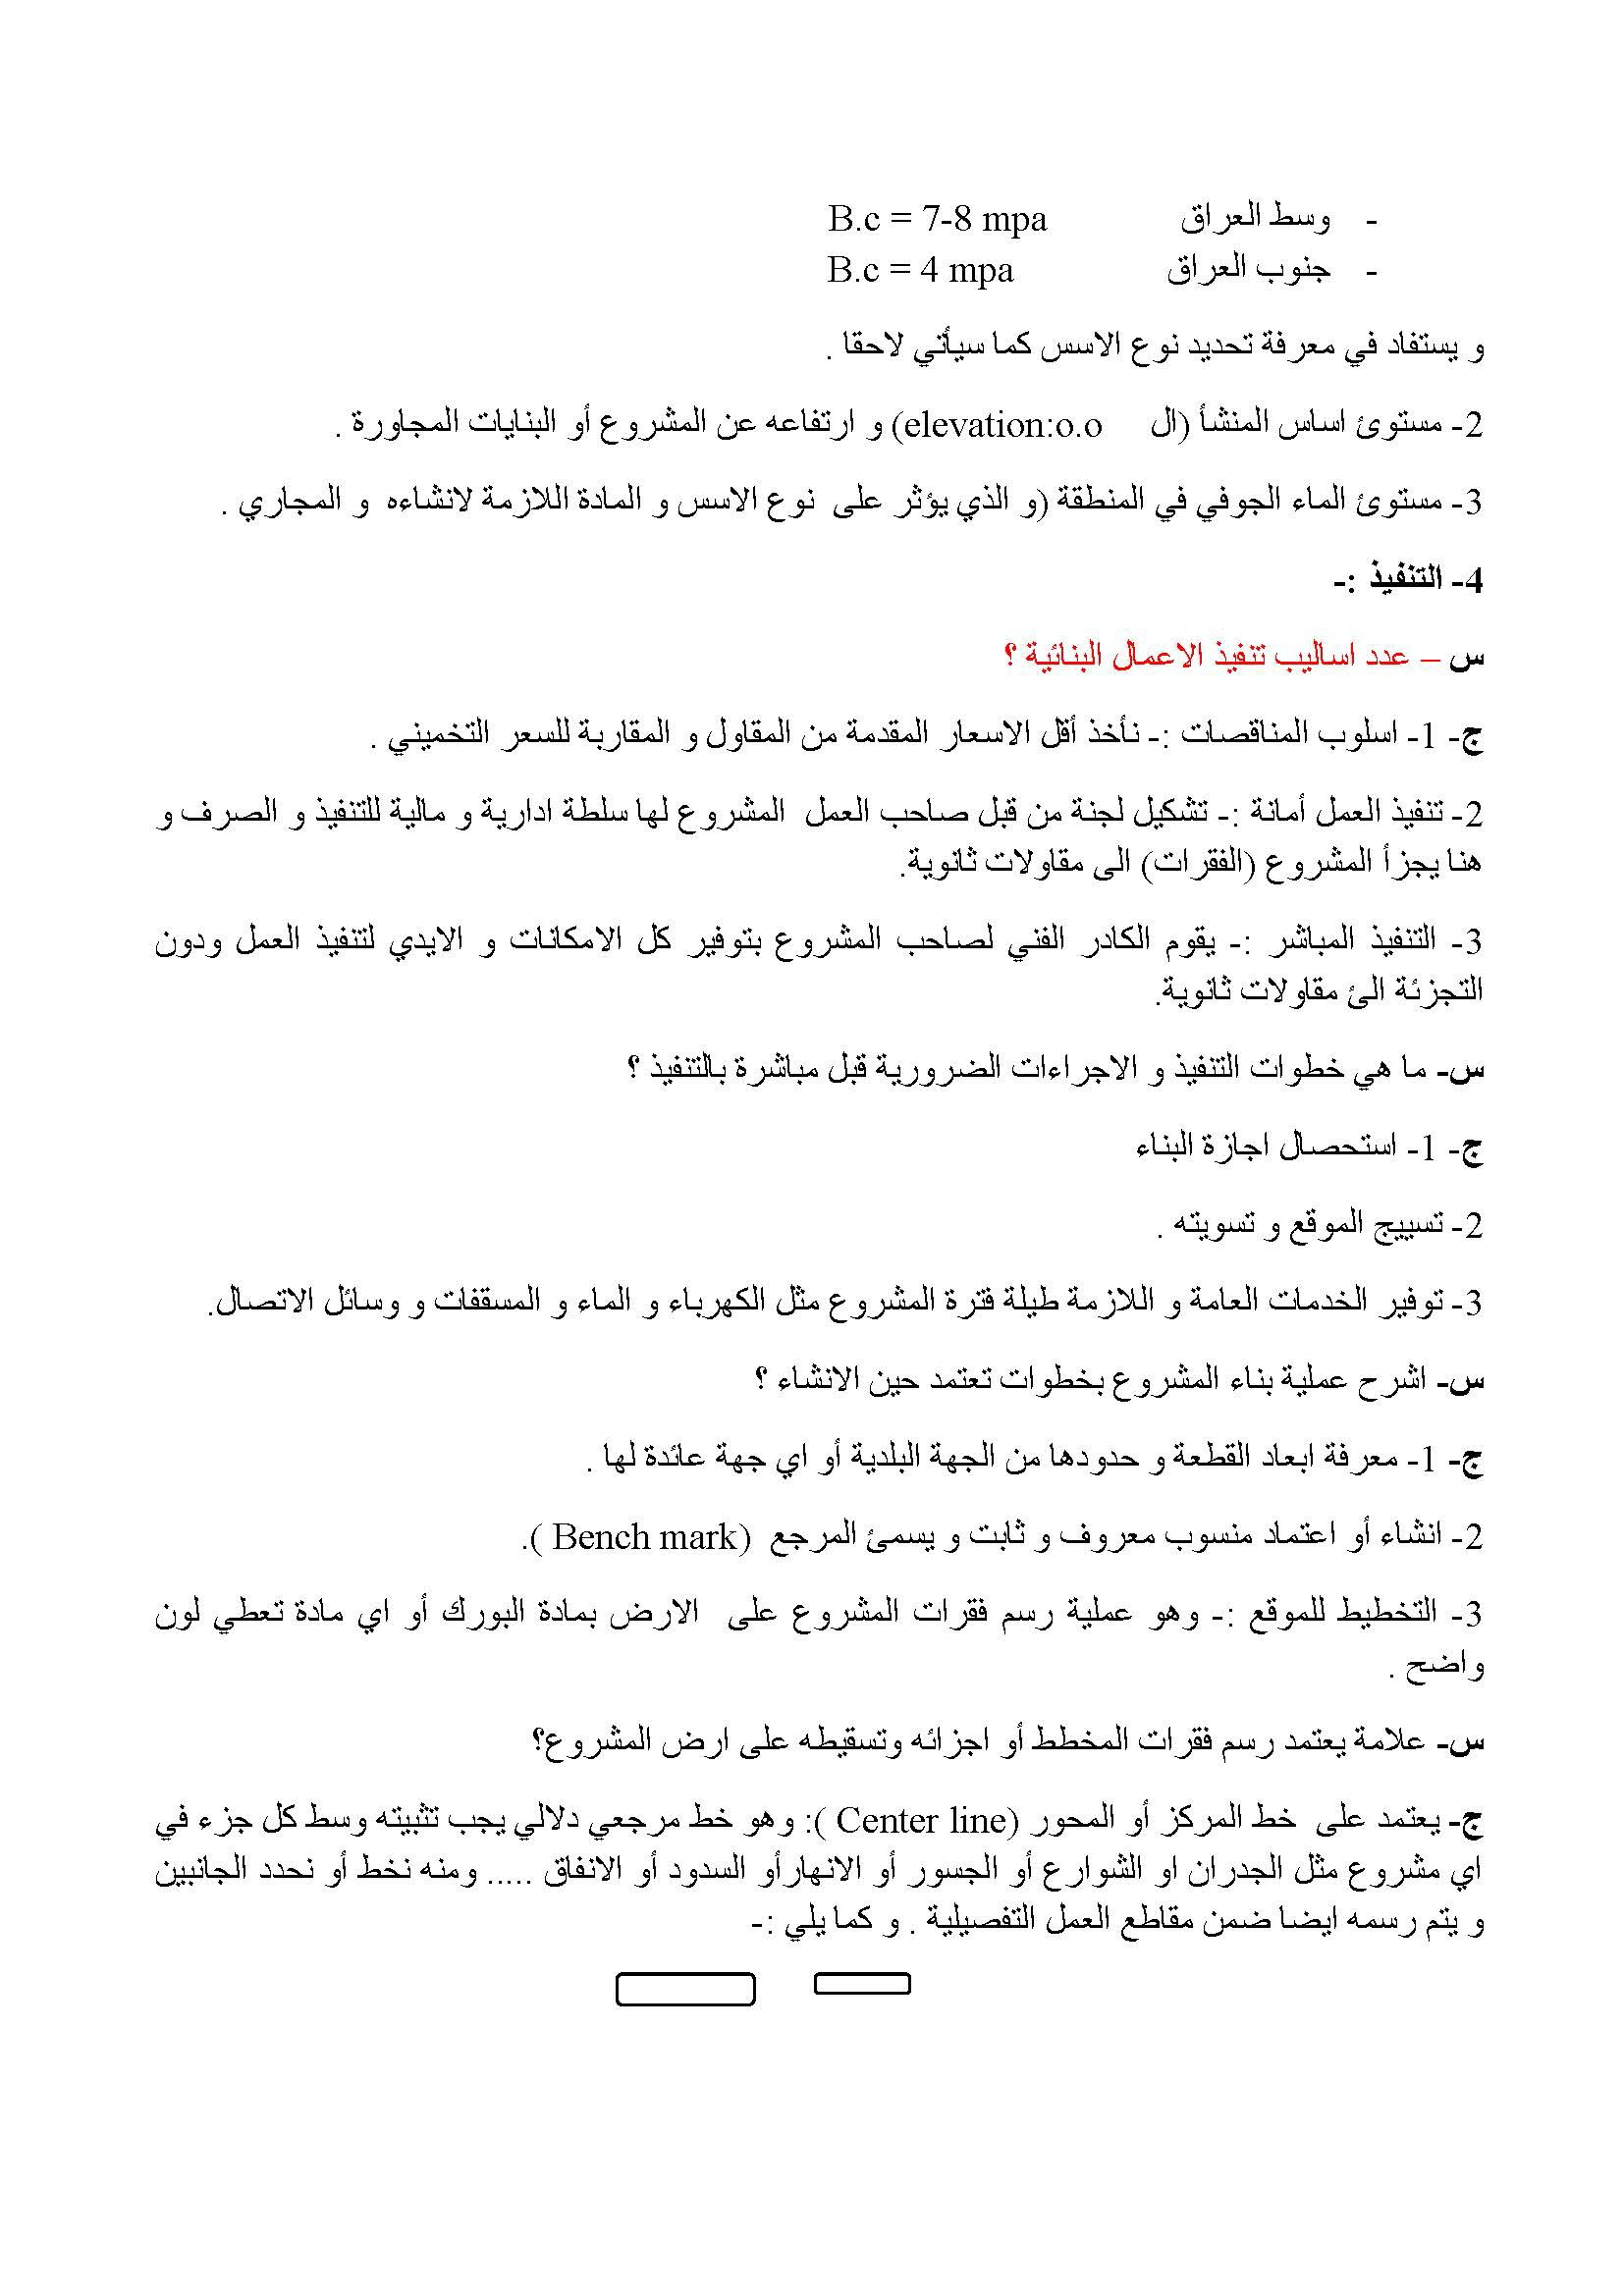 - وسط العراق B.c = 7-8 mpa
- جنوب العراق B.c = 4 mpa
و يستفاد في معرفة تحديد نوع الاسس كما سيأتي لاحقا .
2- مستوئ اساس المنشأ (ال elevation:o.o) و ارتفاعه عن المشروع أو البنايات المجاورة .
3- مستوئ الماء الجوفي في المنطقة (و الذي يؤثر على نوع الاسس و المادة اللازمة لانشاءه و المجاري .
4- التنفيذ :-
س – عدد اساليب تنفيذ الاعمال البنائية ؟
ج- 1- اسلوب المناقصات :- نأخذ أقل الاسعار المقدمة من المقاول و المقاربة للسعر التخميني .
2- تنفيذ العمل أمانة :- تشكيل لجنة من قبل صاحب العمل المشروع لها سلطة ادارية و مالية للتنفيذ و الصرف و
هنا يجزأ المشروع (الفقرات) الى مقاولات ثانوية.
3- التنفيذ المباشر :- يقوم الكادر الفني لصاحب المشروع بتوفير كل الامكانات و الايدي لتنفيذ العمل ودون
التجزئة الئ مقاولات ثانوية.
س- ما هي خطوات التنفيذ و الاجراءات الضرورية قبل مباشرة بالتنفيذ ؟
ج- 1- استحصال اجازة البناء
2- تسييج الموقع و تسويته .
3- توفير الخدمات العامة و اللازمة طيلة فترة المشروع مثل الكهرباء و الماء و المسقفات و وسائل الاتصال.
س- اشرح عملية بناء المشروع بخطوات تعتمد حين الانشاء ؟
ج- 1- معرفة ابعاد القطعة و حدودها من الجهة البلدية أو اي جهة عائدة لها .
2- انشاء أو اعتماد منسوب معروف و ثابت و يسمئ المرجع (Bench mark ).
3- التخطيط للموقع :- وهو عملية رسم فقرات المشروع على الارض بمادة البورك أو اي مادة تعطي لون
واضح .
س- علامة يعتمد رسم فقرات المخطط أو اجزائه وتسقيطه على ارض المشروع؟
ج- يعتمد على خط المركز أو المحور (Center line ): وهو خط مرجعي دلالي يجب تثبيته وسط كل جزء في
اي مشروع مثل الجدران او الشوارع أو الجسور أو الانهارأو السدود أو الانفاق ..... ومنه نخط أو نحدد الجانبين
و يتم رسمه ايضا ضمن مقاطع العمل التفصيلية . و كما يلي :-